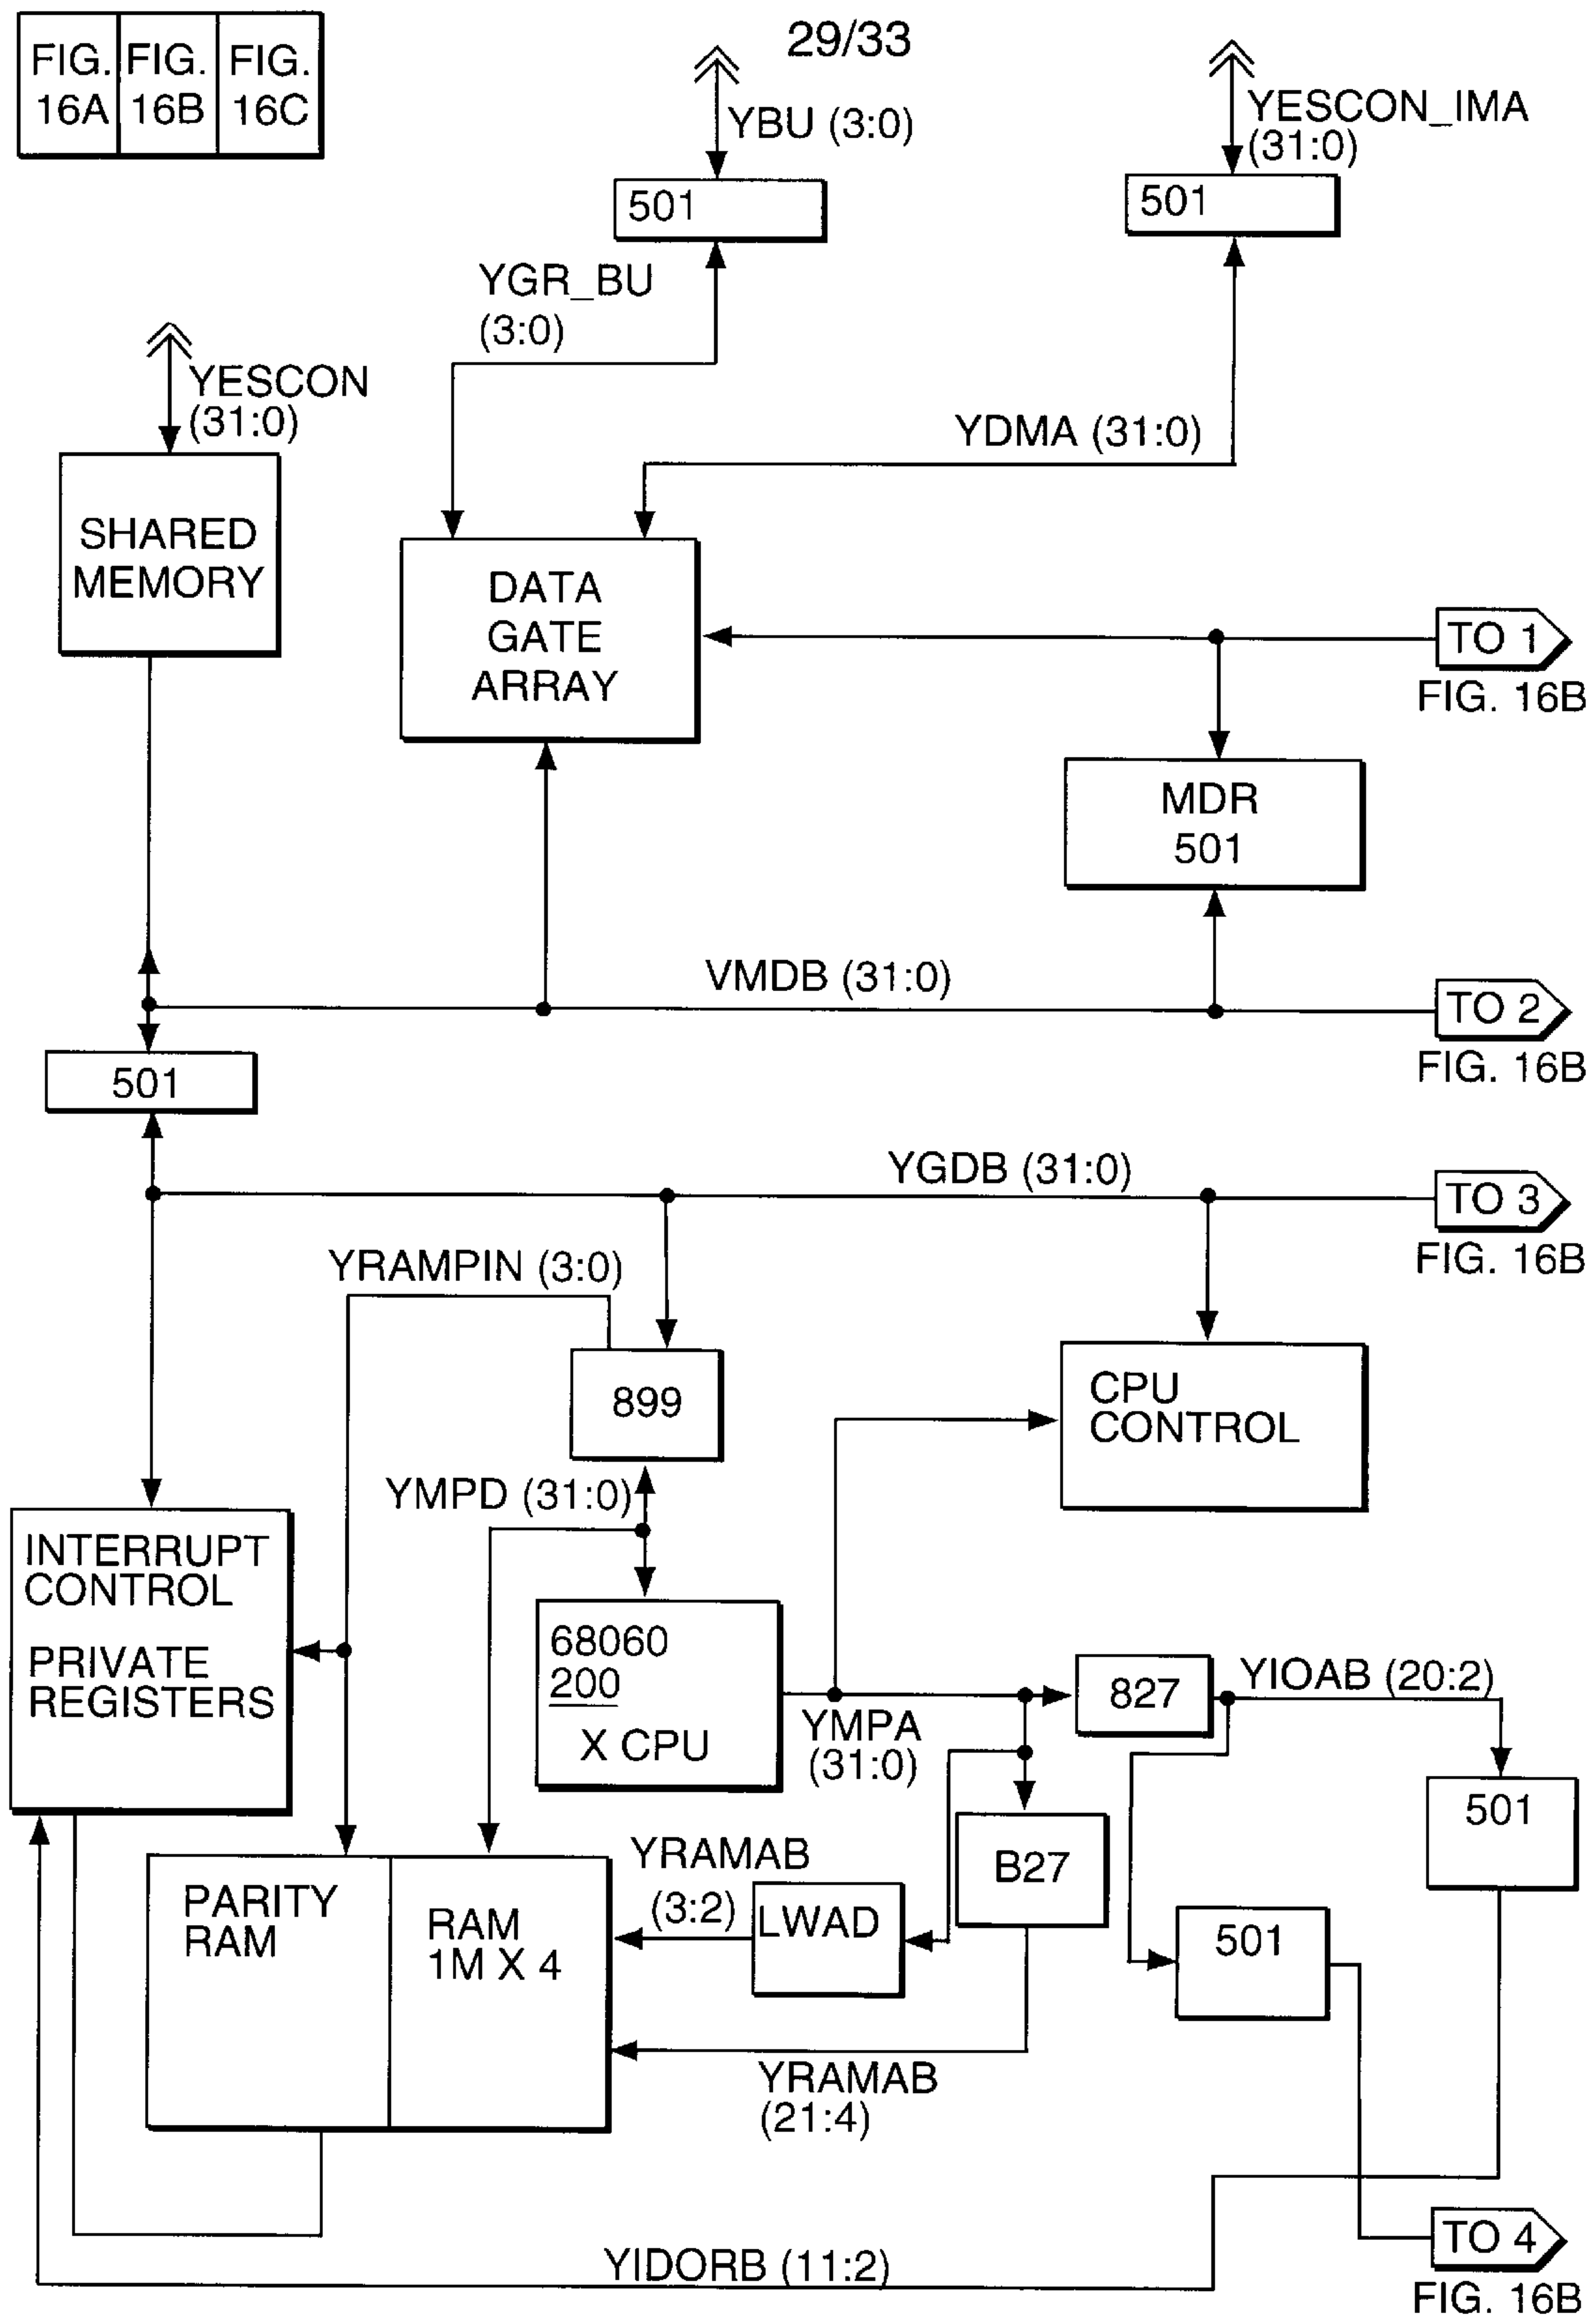 29/33
FIG. 16A
FIG. 16B
FIG. 16C
YBU (3:0)
YESCON_IMA
(31:0)
501
501
YGR_BU
(3:0)
YESCON
(31:0)
YDMA (31:0)
SHARED
MEMORY
DATA
GATE
ARRAY
TO 1
FIG. 16B
MDR
501
VMDB (31:0)
TO 2
FIG. 16B
501
YGDB (31:0)
TO 3
FIG. 16B
YRAMPIN (3:0)
899
CPU
CONTROL
YMPD (31:0)
INTERRUPT
CONTROL
PRIVATE
REGISTERS
68060
200
X CPU
YMPA
(31:0)
827
YIOAB (20:2)
501
B27
YRAMAB
(3:2)
LWAD
PARITY
RAM
RAM
1M X 4
501
YRAMAB
(21:4)
TO 4
FIG. 16B
YIDORB (11:2)